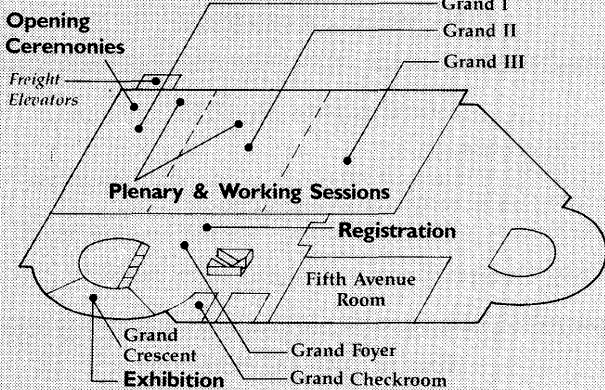 Grand I
Opening
Ceremonies
Grand II
Grand III
Freight
Elevators
Plenary & Working Sessions
Registration
Fifth Avenue
Room
Grand
Crescent
Grand Foyer
Exhibition
Grand Checkroom